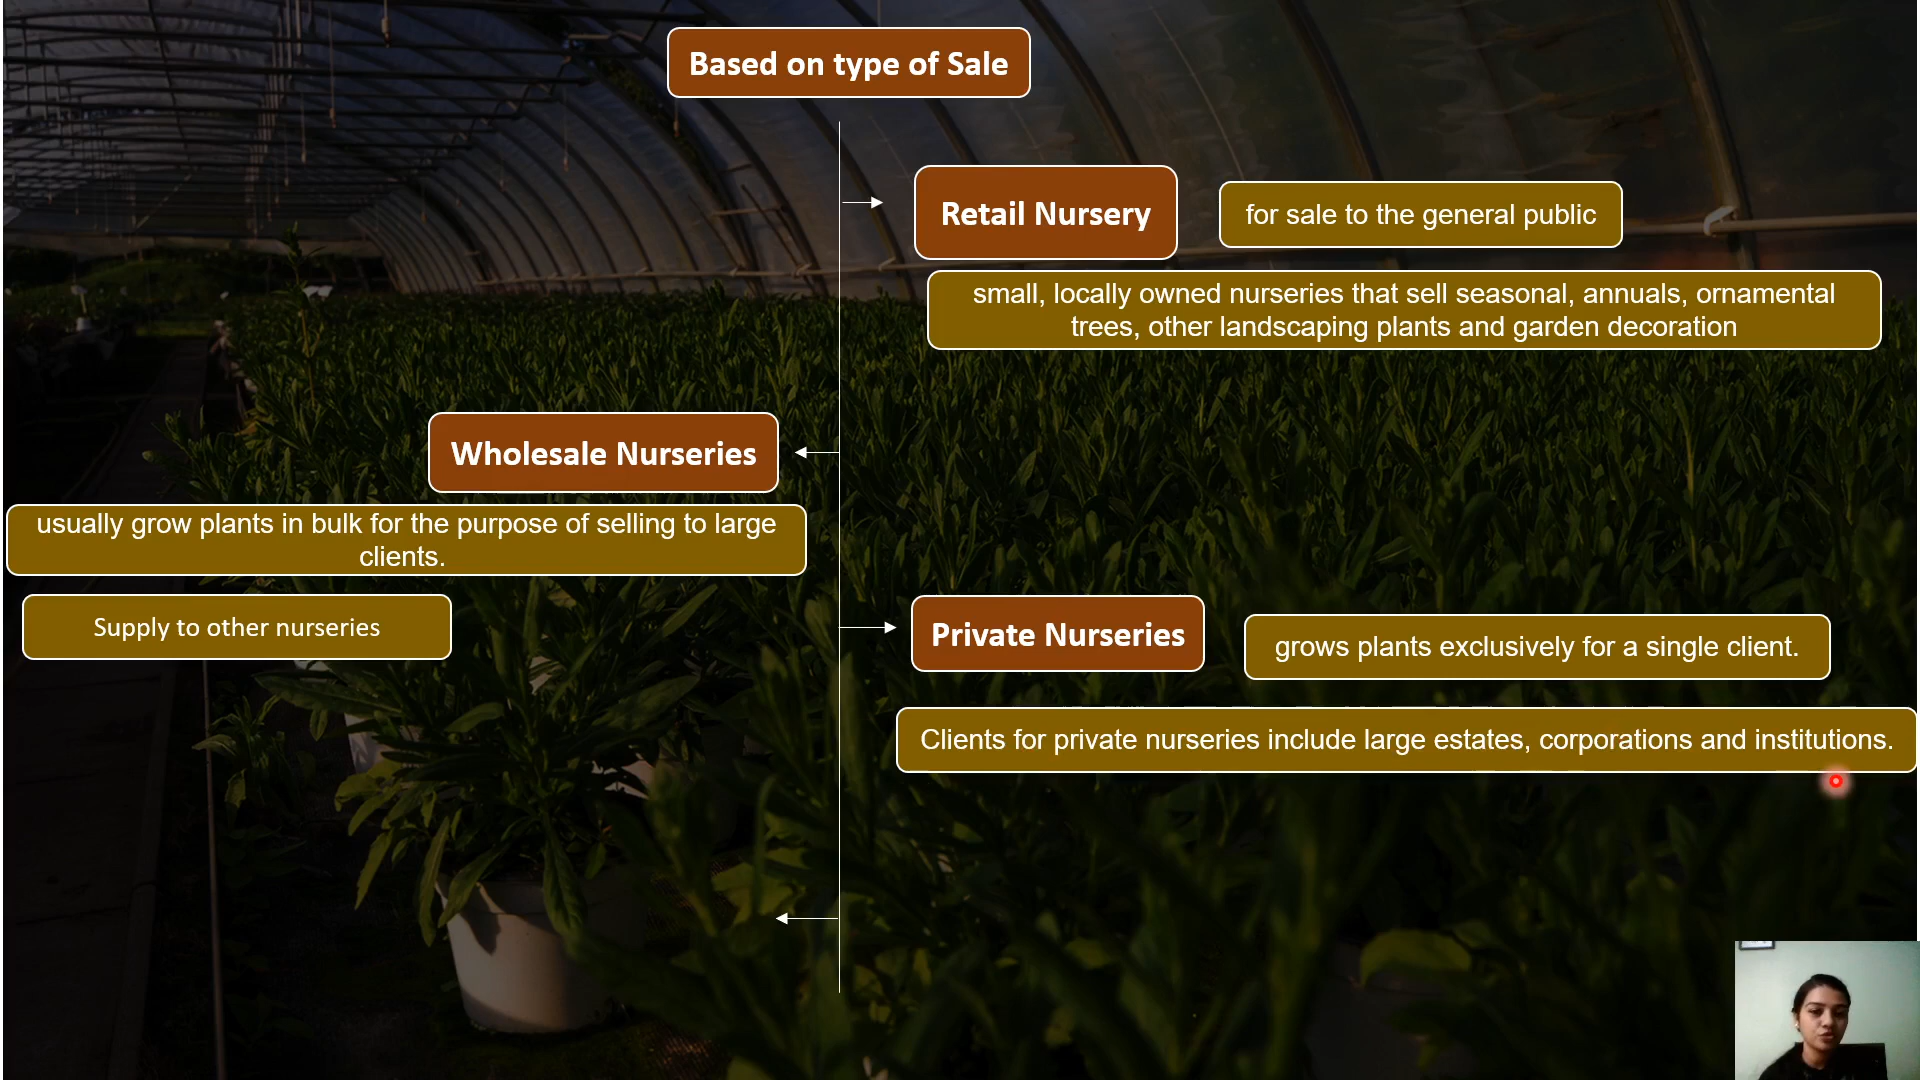 Based on type of Sale
Retail Nursery
for sale to the general public
small, locally owned nurseries that sell seasonal, annuals, ornamental
trees, other landscaping plants and garden decoration
Wholesale Nurseries
usually grow plants in bulk for the purpose of selling to large
clients.
Supply to other nurseries
Private Nurseries
grows plants exclusively for a single client.
Clients for private nurseries include large estates, corporations and institutions.